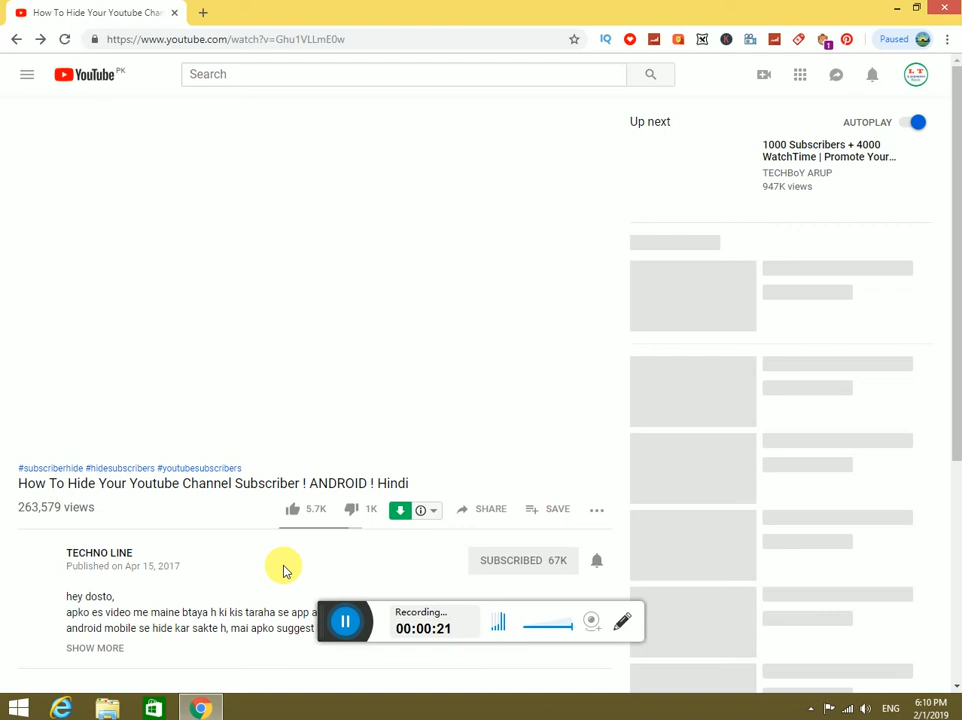 How To Hide Your Youtube Chan
https://www.youtube.com/watch?v=Ghu1VLLmE0w
IQ
K
1
Paused
YouTube PK
Search
L T
Up next
AUTOPLAY
1000 Subscribers + 4000
WatchTime | Promote Your...
TECHBoY ARUP
947K views
#subscriberhide #hidesubscribers #youtubesubscribers
How To Hide Your Youtube Channel Subscriber ! ANDROID ! Hindi
263,579 views
5.7K
1K
SHARE
SAVE
TECHNO LINE
Published on Apr 15, 2017
SUBSCRIBED 67K
hey dosto,
apko es video me maine btaya h ki kis taraha se app a
android mobile se hide kar sakte h, mai apko suggest
SHOW MORE
Recording...
00:00:21
ENG
6:10 PM
2/1/2019